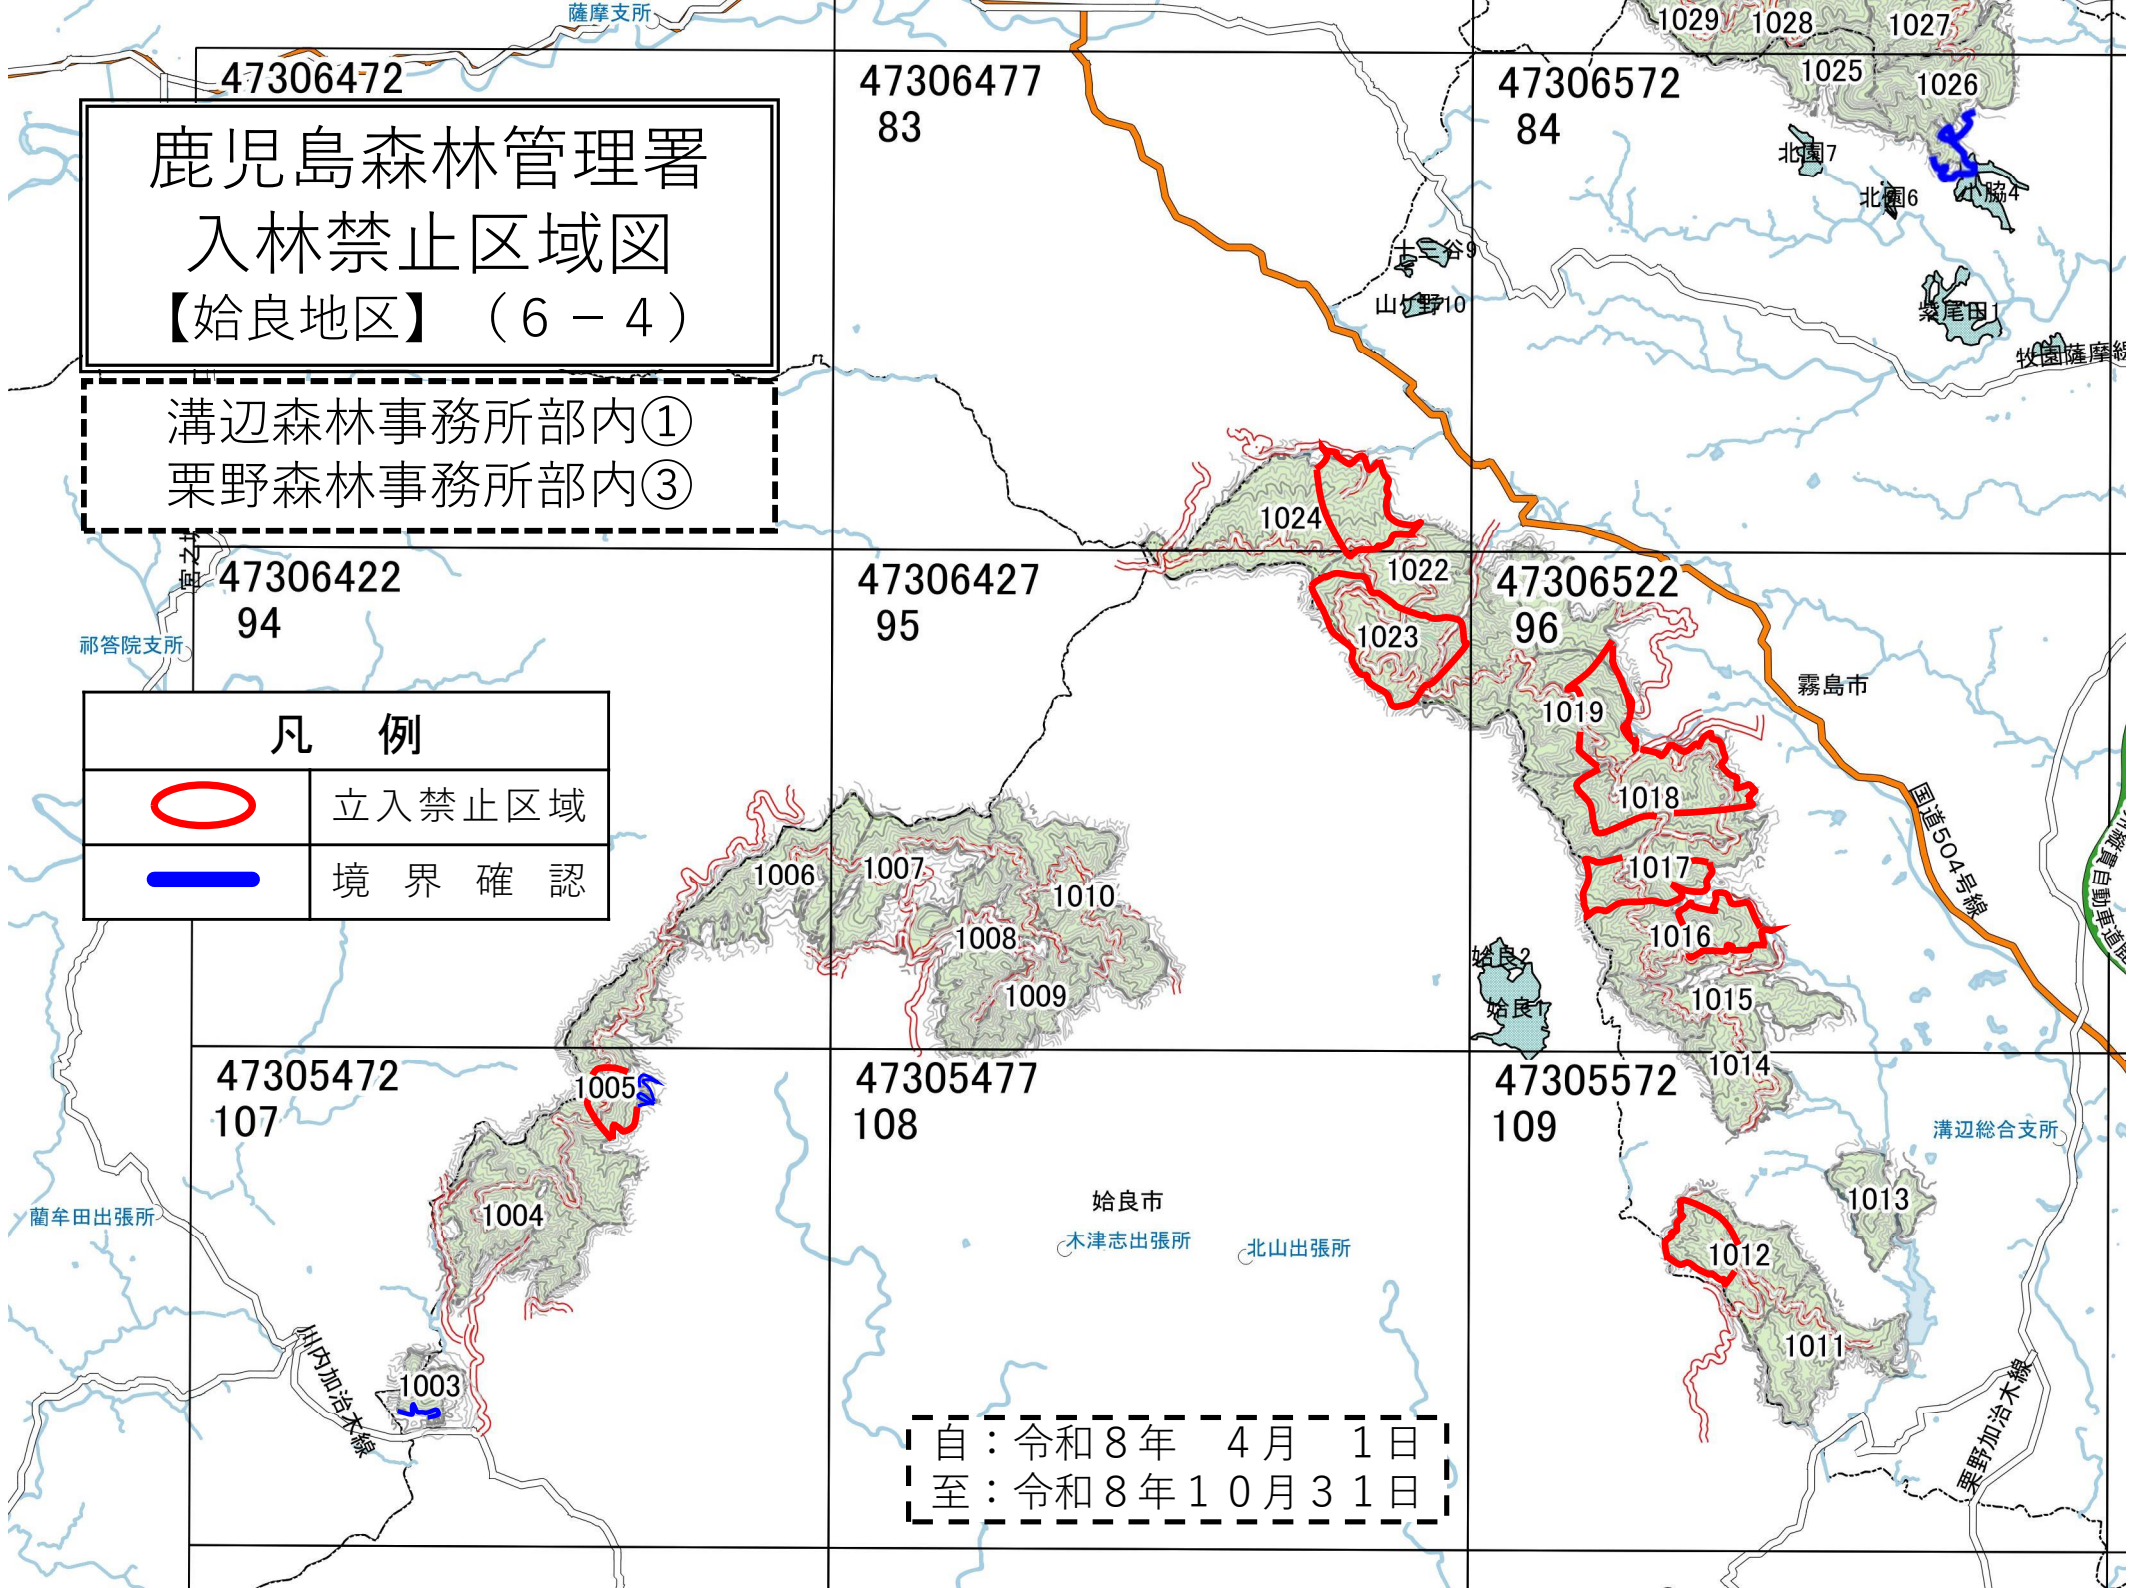 薩摩支所
1029
1028
1027
1025
1026
47306472
47306477
83
47306572
84
鹿児島森林管理署
入林禁止区域図
【姶良地区】（６－４）
溝辺森林事務所部内①
栗野森林事務所部内③
北園7
北園6
小脇4
十三谷9
山ケ野10
紫尾田1
牧園薩摩線
1024
1022
1023
47306422
94
47306427
95
47306522
96
祁答院支所
霧島市
1019
1018
1017
1016
1015
1014
国道504号線
凡　例
立入禁止区域
境界確認
1006
1007
1010
1008
1009
姶良2
姶良1
47305472
107
47305477
108
47305572
109
1005
1004
1003
藺牟田出張所
川内加治木線
姶良市
木津志出張所
北山出張所
溝辺総合支所
1013
1012
1011
栗野加治木線
自：令和８年　４月　１日
至：令和８年１０月３１日